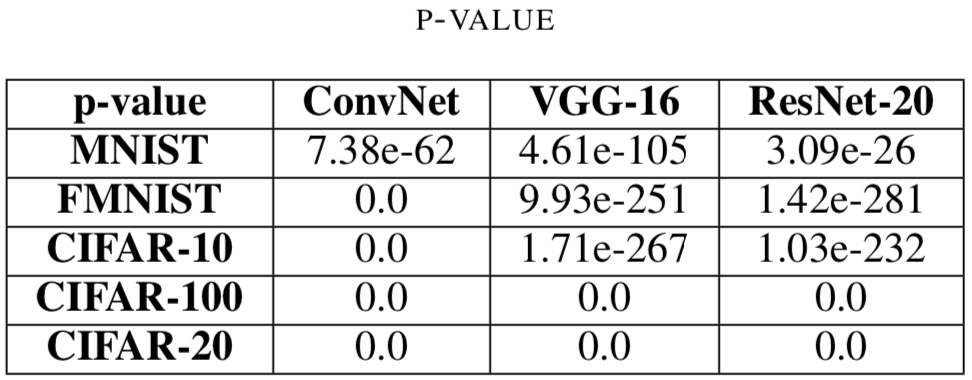 P-VALUE
p-value ConvNet VGG-16 ResNet-20
MNIST 7.38e-62 4.61e-105 3.09e-26
FMNIST 0.0 9.93e-251 1.42e-281
CIFAR-10 0.0 1.71e-267 1.03e-232
CIFAR-100 0.0 0.0 0.0
CIFAR-20 0.0 0.0 0.0